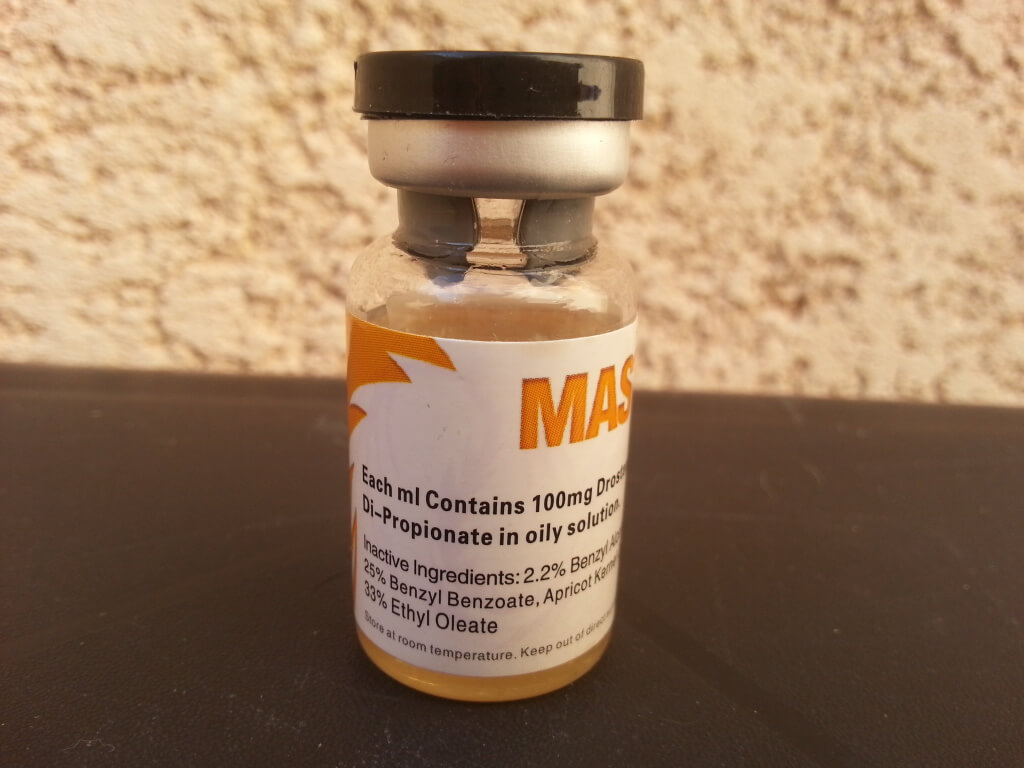 MAS
Each ml Contains 100mg Drost
Di-Propionate in oily solution.
Inactive Ingredients: 2.2% Benzyl
25% Benzyl Benzoate, Apricot
33% Ethyl Oleate
Store at room temperature. Keep out of direct